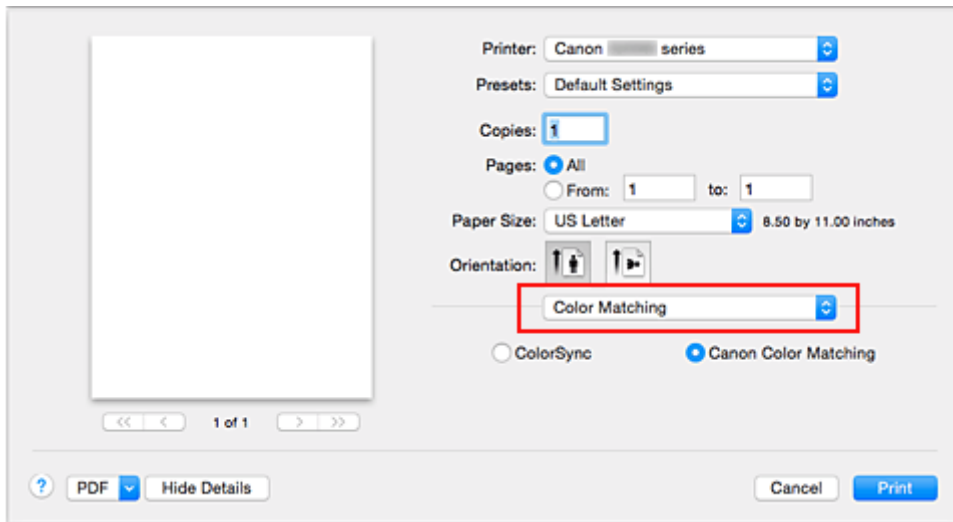 Printer: Canon series
Presets: Default Settings
Copies: 1
Pages: All
From: 1 to: 1
Paper Size: US Letter 8.50 by 11.00 inches
Orientation:
Color Matching
ColorSync Canon Color Matching
<< < 1 of 1 > >>
? PDF Hide Details Cancel Print